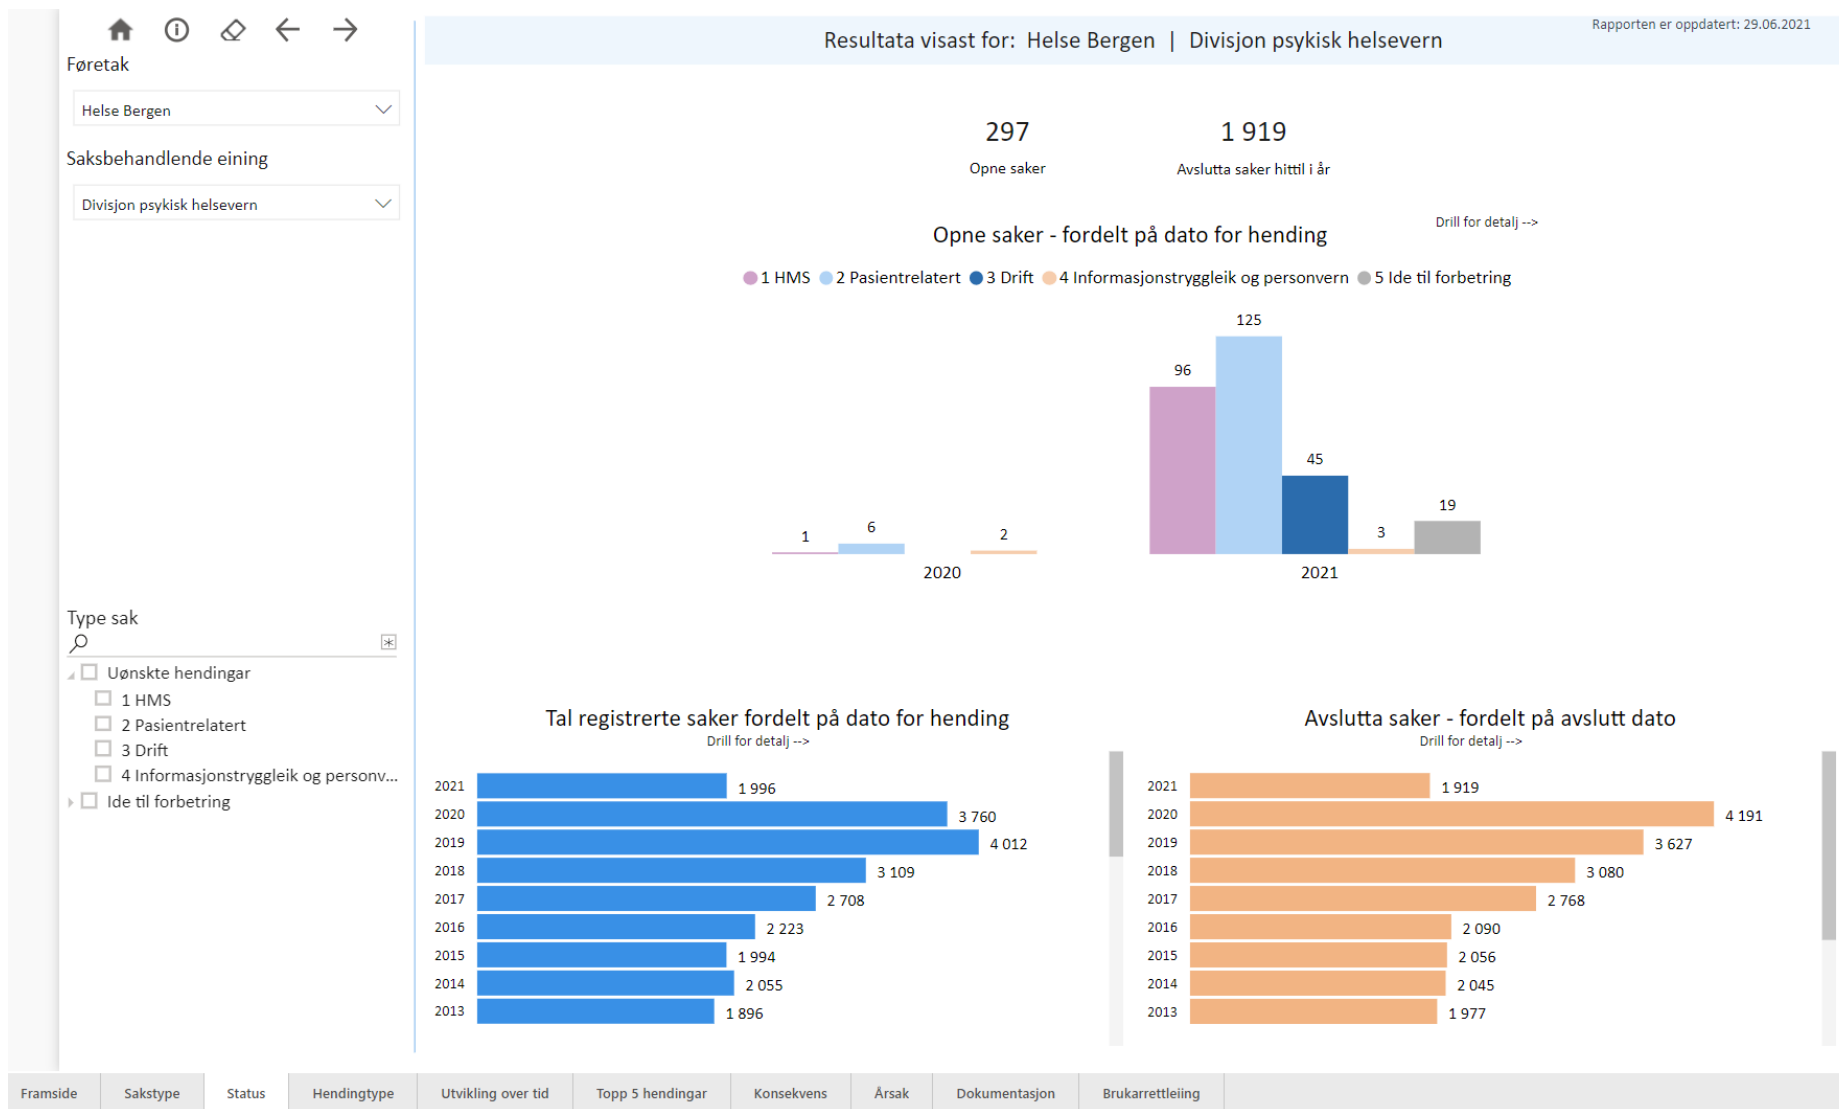 Rapporten er oppdatert: 29.06.2021
Resultata visast for: Helse Bergen | Divisjon psykisk helsevern
Føretak
Helse Bergen
Saksbehandlende eining
Divisjon psykisk helsevern
297
Opne saker
1 919
Avslutta saker hittil i år
Drill for detalj -->
Opne saker - fordelt på dato for hending
1 HMS 2 Pasientrelatert 3 Drift 4 Informasjonstryggleik og personvern 5 Ide til forbetring
1
6
2
2020
96
125
45
3
19
2021
Type sak
Uønskte hendingar
1 HMS
2 Pasientrelatert
3 Drift
4 Informasjonstryggleik og personv...
Ide til forbetring
Tal registrerte saker fordelt på dato for hending
Drill for detalj -->
2021 1 996
2020 3 760
2019 4 012
2018 3 109
2017 2 708
2016 2 223
2015 1 994
2014 2 055
2013 1 896
Avslutta saker - fordelt på avslutt dato
Drill for detalj -->
2021 1 919
2020 4 191
2019 3 627
2018 3 080
2017 2 768
2016 2 090
2015 2 056
2014 2 045
2013 1 977
Framside Sakstype Status Hendingtype Utvikling over tid Topp 5 hendingar Konsekvens Årsak Dokumentasjon Brukarrettleiing